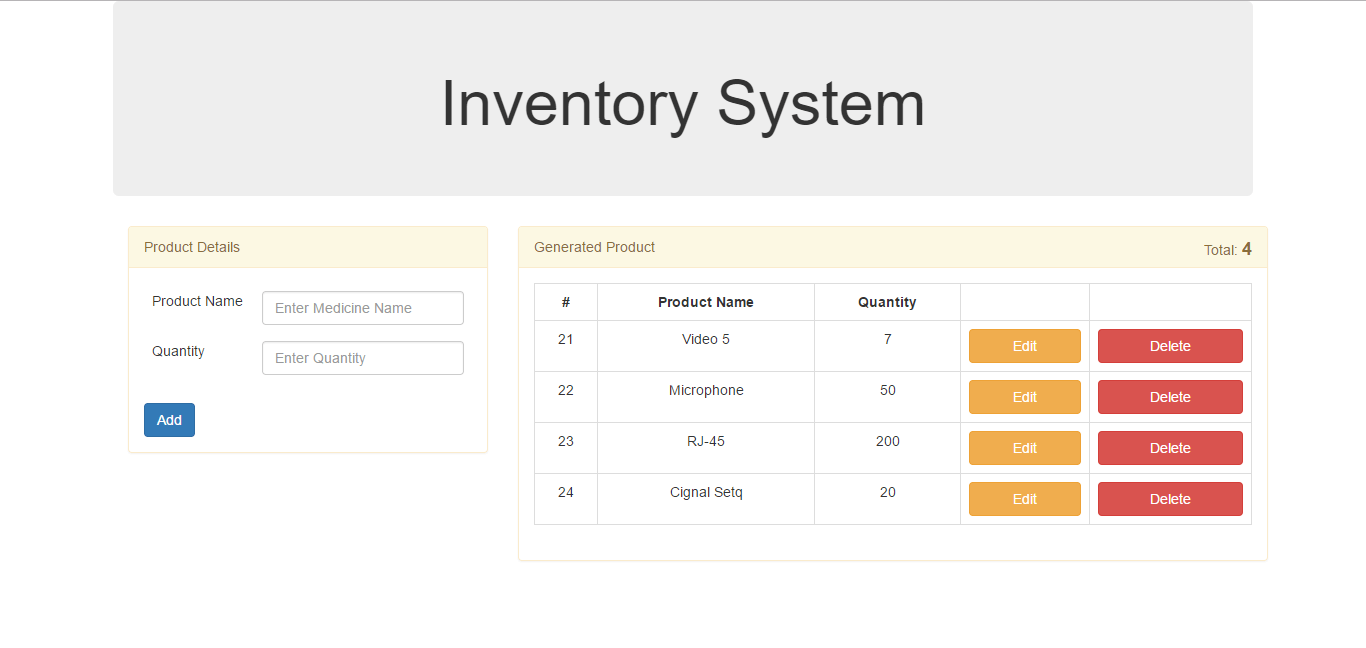 Inventory System
Product Details
Product Name Enter Medicine Name
Quantity Enter Quantity
Add
Generated Product Total: 4
# Product Name Quantity
21 Video 5 7 Edit Delete
22 Microphone 50 Edit Delete
23 RJ-45 200 Edit Delete
24 Cignal Setq 20 Edit Delete